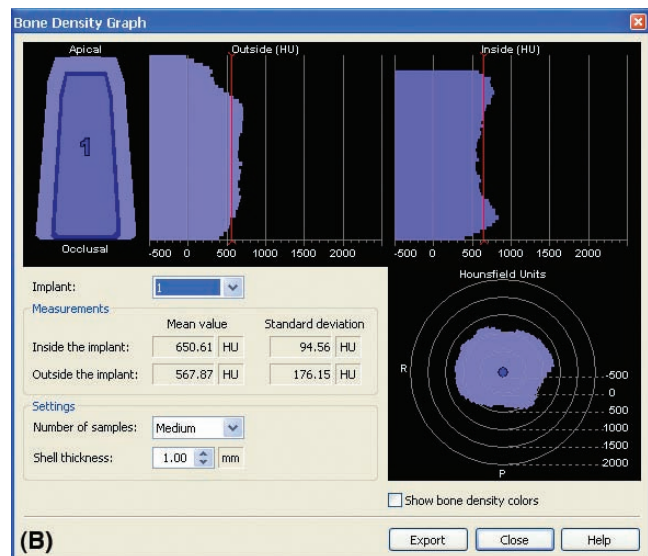 Bone Density Graph
Apical
Outside (HU)
Inside (HU)
1
Occlusal
-500 0 500 1000 1500 2000
-500 0 500 1000 1500 2000
Implant: 1
Measurements
Mean value Standard deviation
Inside the implant: 650.61 HU 94.56 HU
Outside the implant: 567.87 HU 176.15 HU
Settings
Number of samples: Medium
Shell thickness: 1.00 mm
Hounsfield Units
R
-500
0
500
1000
1500
2000
P
Show bone density colors
(B)
Export Close Help